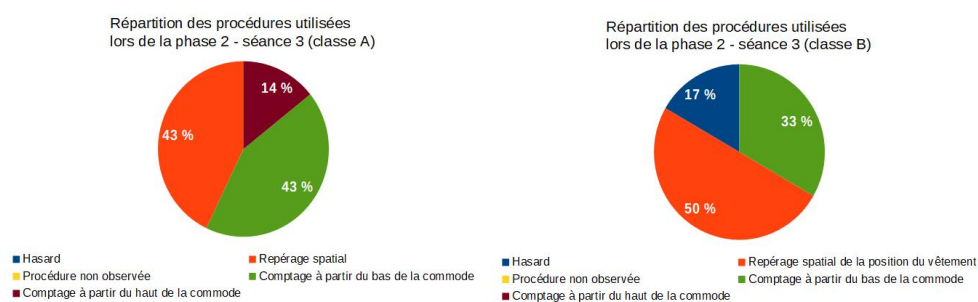 Répartition des procédures utilisées
lors de la phase 2 - séance 3 (classe A)
14 %
43 %
43 %
Hasard
Repérage spatial
Procédure non observée
Comptage à partir du bas de la commode
Comptage à partir du haut de la commode
Répartition des procédures utilisées
lors de la phase 2 - séance 3 (classe B)
17 %
33 %
50 %
Hasard
Repérage spatial de la position du vêtement
Procédure non observée
Comptage à partir du bas de la commode
Comptage à partir du haut de la commode